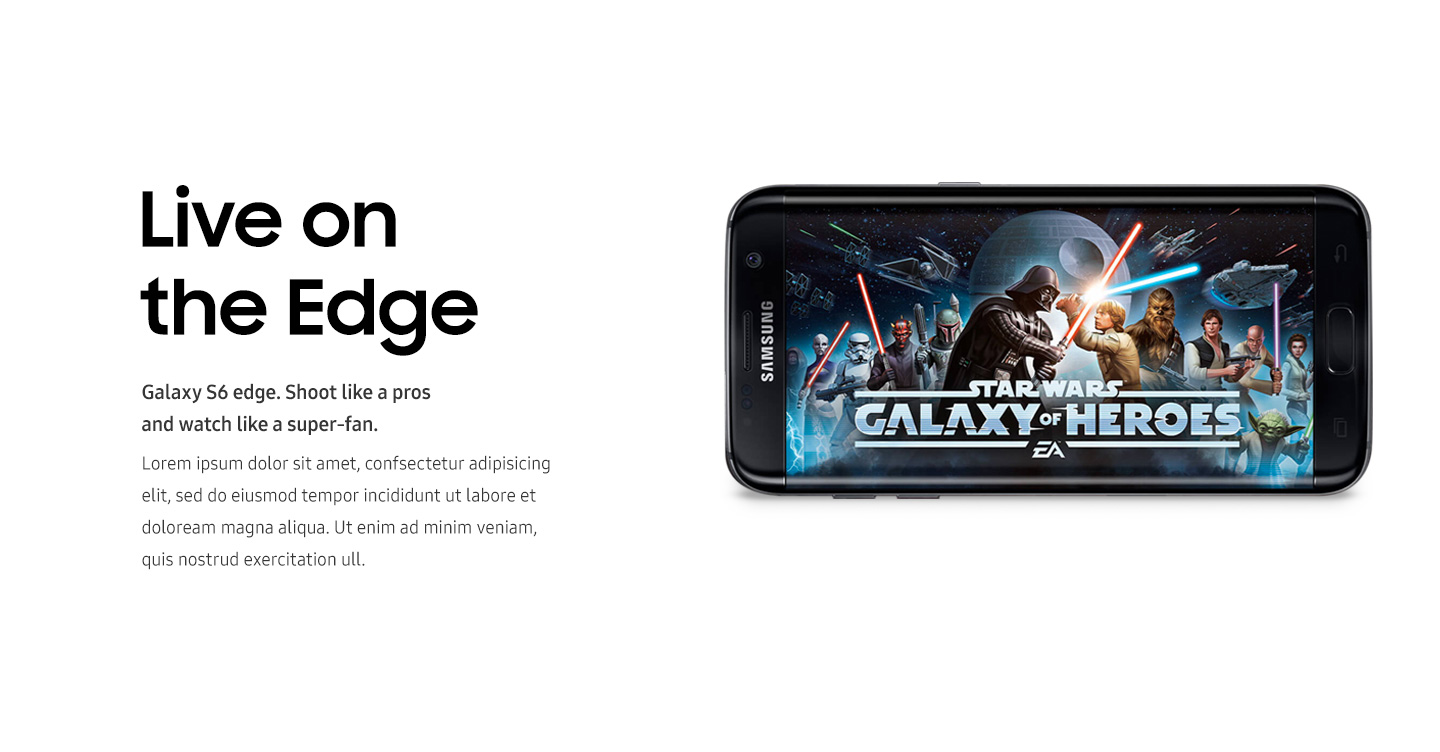 Live on
the Edge
Galaxy S6 edge. Shoot like a pros
and watch like a super-fan.
Lorem ipsum dolor sit amet, confsectetur adipisicing
elit, sed do eiusmod tempor incididunt ut labore et
doloream magna aliqua. Ut enim ad minim veniam,
quis nostrud exercitation ull.
SAMSUNG
STAR WARS
GALAXY OF HEROES
EA